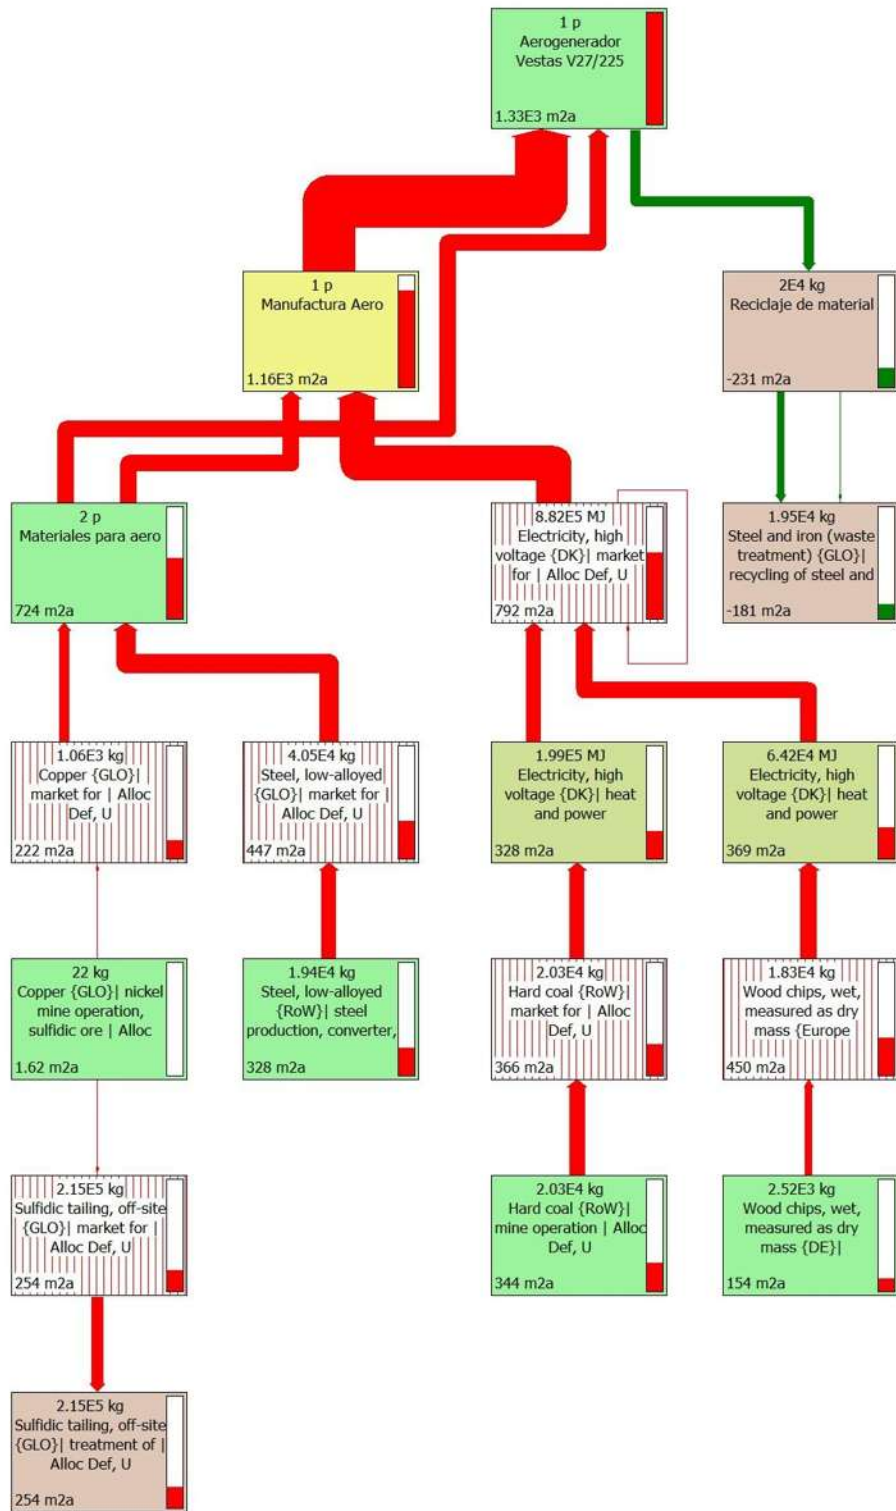 1 p
Aerogenerador
Vestas V27/225
1.33E3 m2a
1 p
Manufactura Aero
1.16E3 m2a
2E4 kg
Reciclaje de material
-231 m2a
2 p
Materiales para aero
724 m2a
8.82E5 MJ
Electricity, high
voltage {DK}| market
for | Alloc Def, U
792 m2a
1.95E4 kg
Steel and iron (waste
treatment) {GLO}|
recycling of steel and
-181 m2a
1.06E3 kg
Copper {GLO}|
market for | Alloc
Def, U
222 m2a
4.05E4 kg
Steel, low-alloyed
{GLO}| market for |
Alloc Def, U
447 m2a
1.99E5 MJ
Electricity, high
voltage {DK}| heat
and power
328 m2a
6.42E4 MJ
Electricity, high
voltage {DK}| heat
and power
369 m2a
22 kg
Copper {GLO}| nickel
mine operation,
sulfidic ore | Alloc
1.62 m2a
1.94E4 kg
Steel, low-alloyed
{RoW}| steel
production, converter,
328 m2a
2.03E4 kg
Hard coal {RoW}|
market for | Alloc
Def, U
366 m2a
1.83E4 kg
Wood chips, wet,
measured as dry
mass {Europe
450 m2a
2.15E5 kg
Sulfidic tailing, off-site
{GLO}| market for |
Alloc Def, U
254 m2a
2.03E4 kg
Hard coal {RoW}|
mine operation | Alloc
Def, U
344 m2a
2.52E3 kg
Wood chips, wet,
measured as dry
mass {DE}|
154 m2a
2.15E5 kg
Sulfidic tailing, off-site
{GLO}| treatment of |
Alloc Def, U
254 m2a